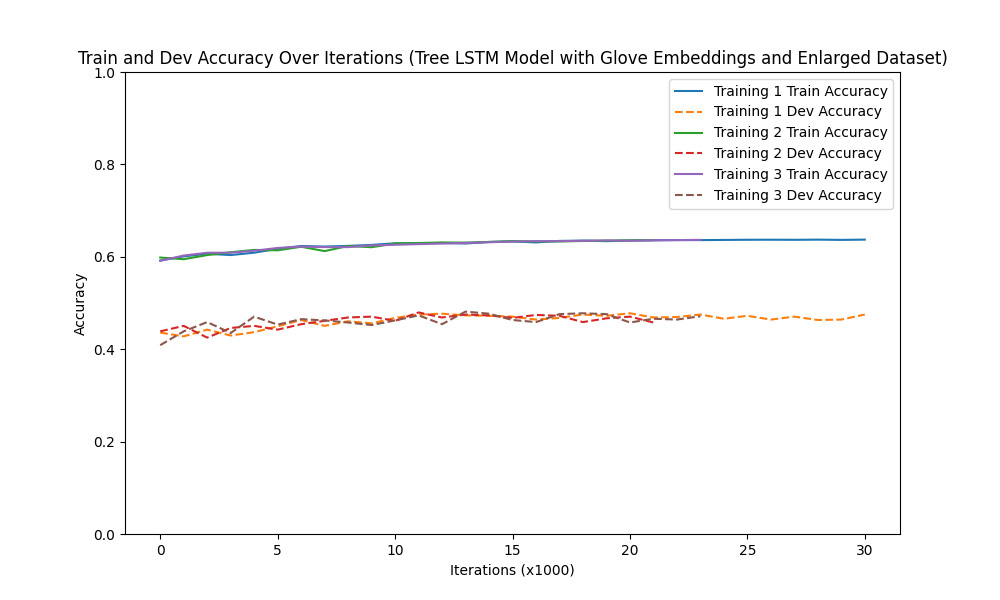 Train and Dev Accuracy Over Iterations (Tree LSTM Model with Glove Embeddings and Enlarged Dataset)
Training 1 Train Accuracy
Training 1 Dev Accuracy
Training 2 Train Accuracy
Training 2 Dev Accuracy
Training 3 Train Accuracy
Training 3 Dev Accuracy
Accuracy
1.0
0.8
0.6
0.4
0.2
0.0
0 5 10 15 20 25 30
Iterations (x1000)